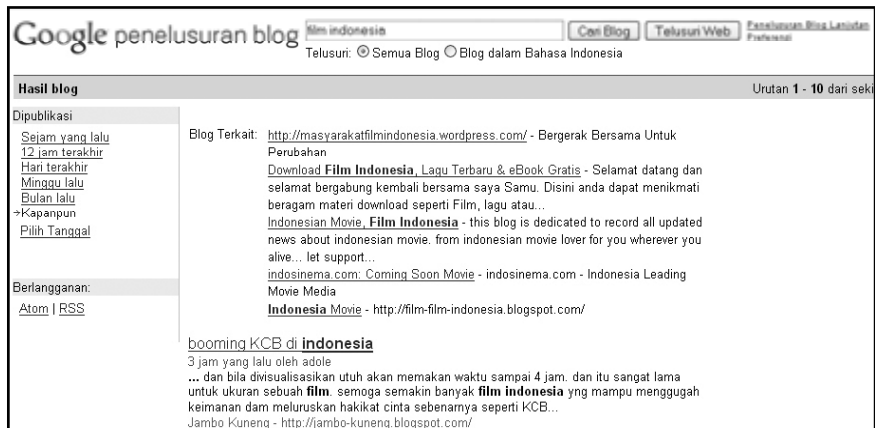 Google penelusuran blog
film indonesia
Cari Blog
Telusuri Web
Penelusuran Blog Lanjutan
Preferensi
Telusuri: Semua Blog Blog dalam Bahasa Indonesia
Hasil blog
Urutan 1 - 10 dari seki
Dipublikasi
Sejam yang lalu
12 jam terakhir
Hari terakhir
Minggu lalu
Bulan lalu
→Kapanpun
Pilih Tanggal
Berlangganan:
Atom | RSS
Blog Terkait: http://masyarakatfilmindonesia.wordpress.com/ - Bergerak Bersama Untuk
Perubahan
Download Film Indonesia, Lagu Terbaru & eBook Gratis - Selamat datang dan
selamat bergabung kembali bersama saya Samu. Disini anda dapat menikmati
beragam materi download seperti Film, lagu atau...
Indonesian Movie, Film Indonesia - this blog is dedicated to record all updated
news about indonesian movie. from indonesian movie lover for you wherever you
alive... let support...
indosinema.com: Coming Soon Movie - indosinema.com - Indonesia Leading
Movie Media
Indonesia Movie - http://film-film-indonesia.blogspot.com/
booming KCB di indonesia
3 jam yang lalu oleh adole
... dan bila divisualisasikan utuh akan memakan waktu sampai 4 jam. dan itu sangat lama
untuk ukuran sebuah film. semoga semakin banyak film indonesia yng mampu menggugah
keimanan dam meluruskan hakikat cinta sebenarnya seperti KCB...
Jambo Kuneng - http://jambo-kuneng.blogspot.com/